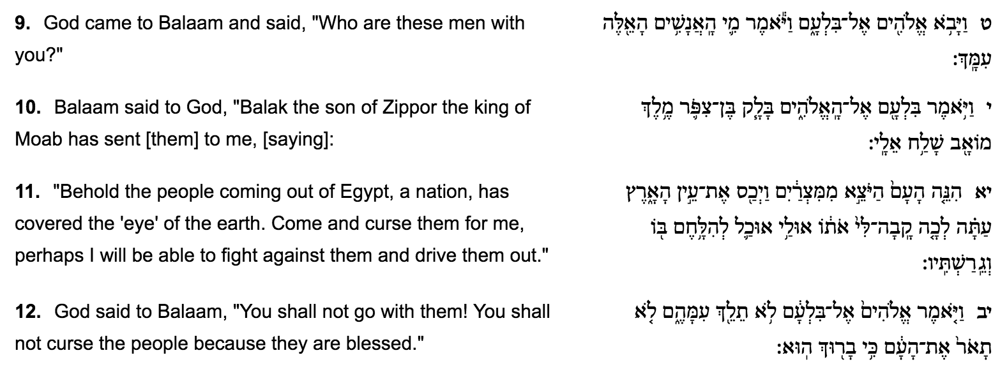 9. God came to Balaam and said, "Who are these men with
you?"
ט וַיָּבֹ֥א אֱלֹהִ֖ים אֶל־בִּלְעָ֑ם וַיֹּ֕אמֶר מִ֛י הָֽאֲנָשִׁ֥ים הָאֵ֖לֶּה
עִמָּֽךְ:
10. Balaam said to God, "Balak the son of Zippor the king of
Moab has sent [them] to me, [saying]:
י וַיֹּ֥אמֶר בִּלְעָ֖ם אֶל־הָֽאֱלֹהִ֑ים בָּלָ֧ק בֶּן־צִפֹּ֛ר מֶ֥לֶךְ
מוֹאָ֖ב שָׁלַ֥ח אֵלָֽי:
11. "Behold the people coming out of Egypt, a nation, has
covered the 'eye' of the earth. Come and curse them for me,
perhaps I will be able to fight against them and drive them out."
יא הִנֵּ֤ה הָעָם֙ הַיֹּצֵ֣א מִמִּצְרַ֔יִם וַיְכַ֖ס אֶת־עֵ֣ין הָאָ֑רֶץ
עַתָּ֗ה לְכָ֤ה קָֽבָה־לִּי֙ אֹת֔וֹ אוּלַ֥י אוּכַ֛ל לְהִלָּ֥חֶם בּ֖וֹ
וְגֵֽרַשְׁתִּֽיו:
12. God said to Balaam, "You shall not go with them! You shall
not curse the people because they are blessed."
יב וַיֹּ֤אמֶר אֱלֹהִים֙ אֶל־בִּלְעָ֔ם לֹ֥א תֵלֵ֖ךְ עִמָּהֶ֑ם לֹ֤א
תָאֹר֙ אֶת־הָעָ֔ם כִּ֥י בָר֖וּךְ הֽוּא: